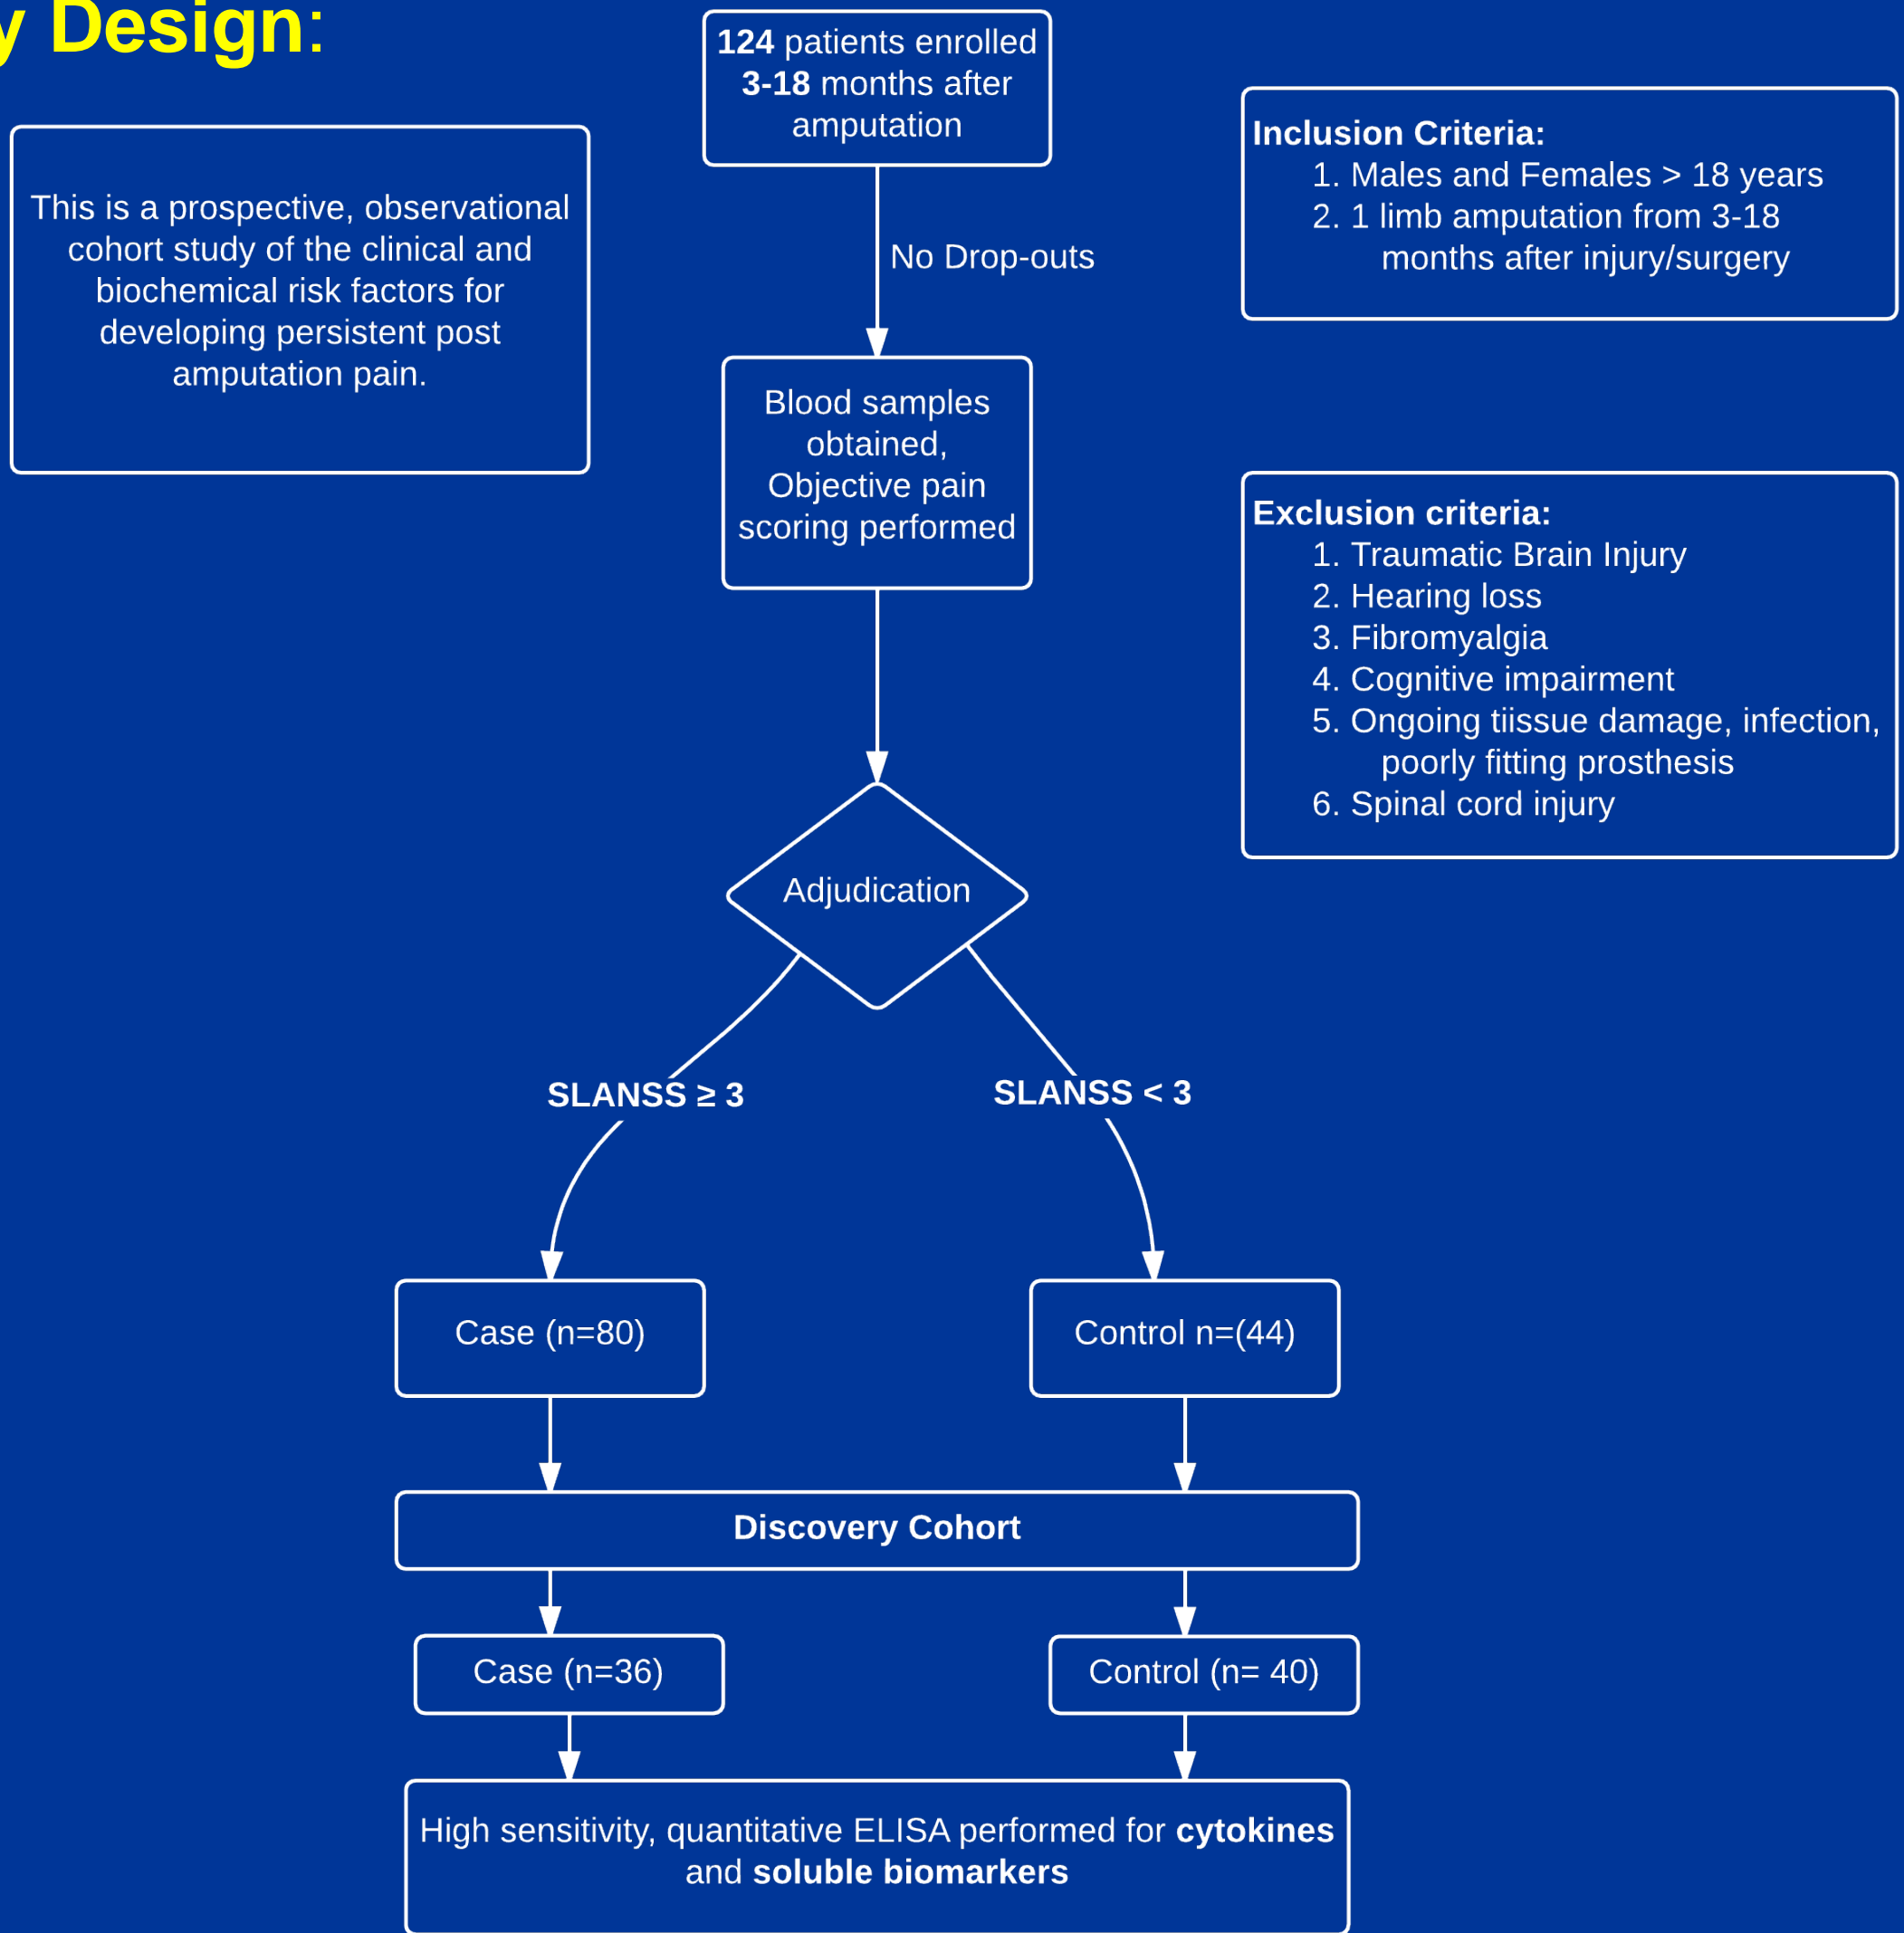 y Design:
124 patients enrolled
3-18 months after
amputation
This is a prospective, observational
cohort study of the clinical and
biochemical risk factors for
developing persistent post
amputation pain.
Inclusion Criteria:
1. Males and Females > 18 years
2. 1 limb amputation from 3-18
months after injury/surgery
No Drop-outs
Blood samples
obtained,
Objective pain
scoring performed
Exclusion criteria:
1. Traumatic Brain Injury
2. Hearing loss
3. Fibromyalgia
4. Cognitive impairment
5. Ongoing tiissue damage, infection,
poorly fitting prosthesis
6. Spinal cord injury
Adjudication
SLANSS ≥ 3
SLANSS < 3
Case (n=80)
Control n=(44)
Discovery Cohort
Case (n=36)
Control (n= 40)
High sensitivity, quantitative ELISA performed for cytokines
and soluble biomarkers